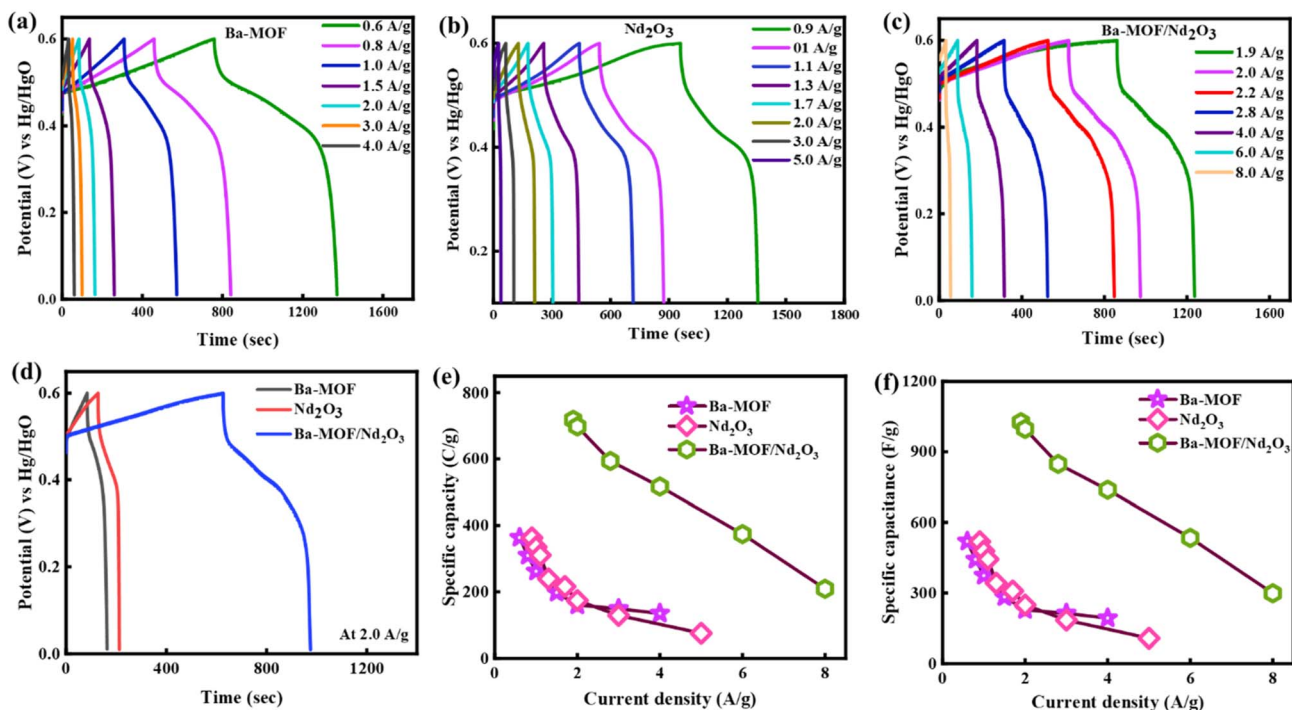 (a)
Ba-MOF
0.6 A/g
0.8 A/g
1.0 A/g
1.5 A/g
2.0 A/g
3.0 A/g
4.0 A/g
Potential (V) vs Hg/HgO
0.6
0.4
0.2
0.0
0
400
800
1200
1600
Time (sec)
(b)
Nd₂O₃
0.9 A/g
01 A/g
1.1 A/g
1.3 A/g
1.7 A/g
2.0 A/g
3.0 A/g
5.0 A/g
Potential (V) vs Hg/HgO
0.6
0.4
0.2
0
300
600
900
1200
1500
1800
Time (sec)
(c)
Ba-MOF/Nd₂O₃
1.9 A/g
2.0 A/g
2.2 A/g
2.8 A/g
4.0 A/g
6.0 A/g
8.0 A/g
Potential (V) vs Hg/HgO
0.6
0.4
0.2
0.0
0
400
800
1200
1600
Time (sec)
(d)
Ba-MOF
Nd₂O₃
Ba-MOF/Nd₂O₃
At 2.0 A/g
Potential (V) vs Hg/HgO
0.6
0.4
0.2
0.0
0
400
800
1200
Time (sec)
(e)
Ba-MOF
Nd₂O₃
Ba-MOF/Nd₂O₃
Specific capacity (C/g)
800
600
400
200
0
0
2
4
6
8
Current density (A/g)
(f)
Ba-MOF
Nd₂O₃
Ba-MOF/Nd₂O₃
Specific capacitance (F/g)
1200
900
600
300
0
0
2
4
6
8
Current density (A/g)